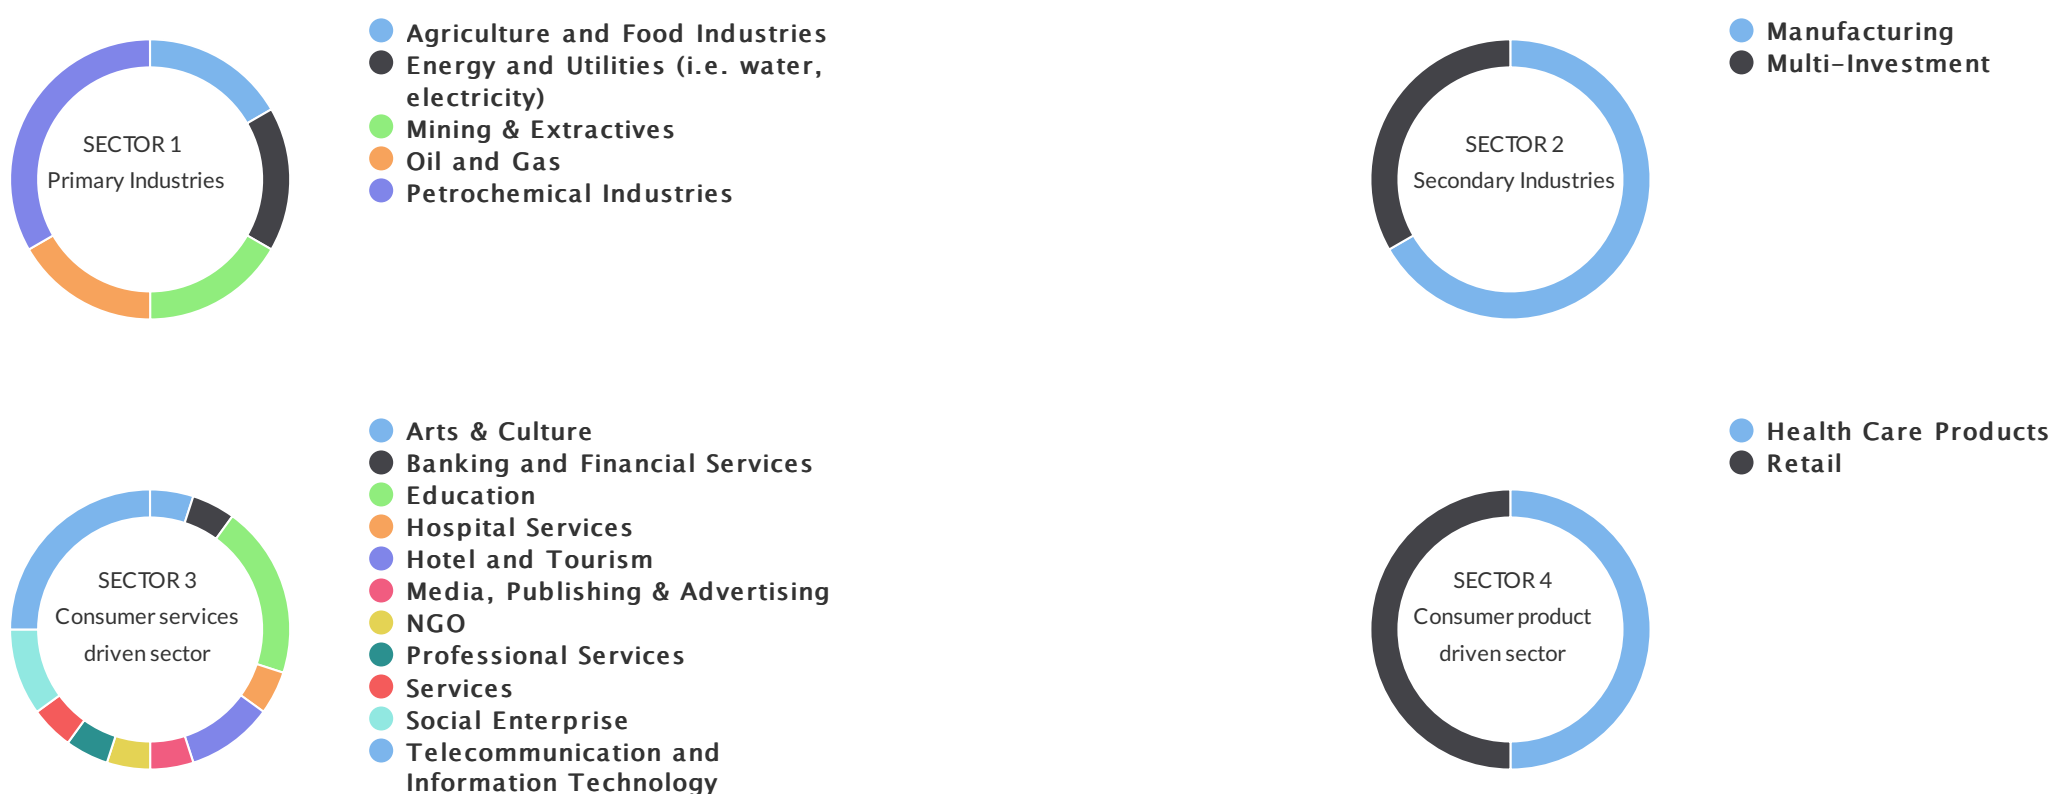 SECTOR 1
Primary Industries
Agriculture and Food Industries
Energy and Utilities (i.e. water,
electricity)
Mining & Extractives
Oil and Gas
Petrochemical Industries
SECTOR 2
Secondary Industries
Manufacturing
Multi-Investment
SECTOR 3
Consumer services
driven sector
Arts & Culture
Banking and Financial Services
Education
Hospital Services
Hotel and Tourism
Media, Publishing & Advertising
NGO
Professional Services
Services
Social Enterprise
Telecommunication and
Information Technology
SECTOR 4
Consumer product
driven sector
Health Care Products
Retail